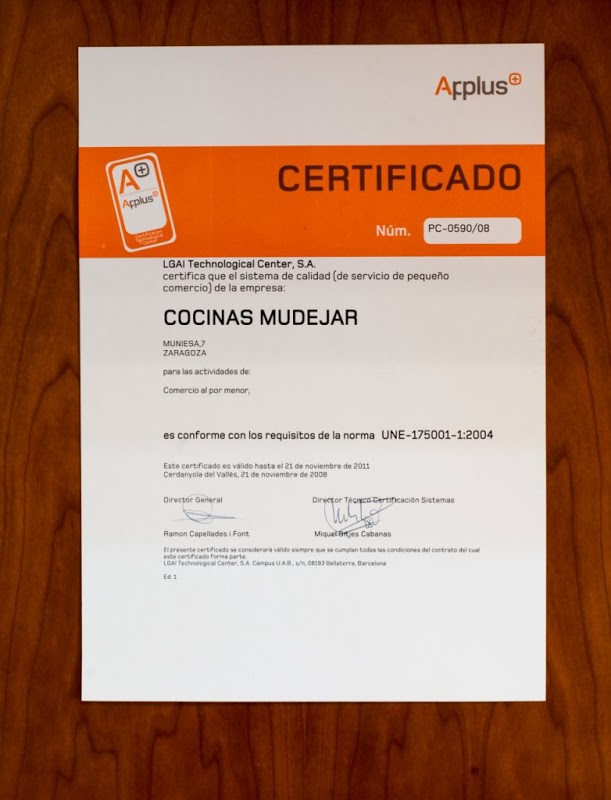 Applus+
CERTIFICADO
A+
Applus+
Certification
Technological
Center
Núm. PC-0590/08
LGAI Technological Center, S.A.
certifica que el sistema de calidad (de servicio de pequeño
comercio) de la empresa:
COCINAS MUDEJAR
MUNIESA,7
ZARAGOZA
para las actividades de:
Comercio al por menor,
es conforme con los requisitos de la norma UNE-175001-1:2004
Este certificado es válido hasta el 21 de noviembre de 2011
Cerdanyola del Vallès, 21 de noviembre de 2008
Director General Director Técnico Certificación Sistemas
Ramon Capellades i Font Miquel Sitjes Cabanas
El presente certificado se considerará válido siempre que se cumplan todas las condiciones del contrato del cual
este certificado forma parte.
LGAI Technological Center, S.A. Campus U.A.B., s/n, 08193 Bellaterra, Barcelona
Ed. 1